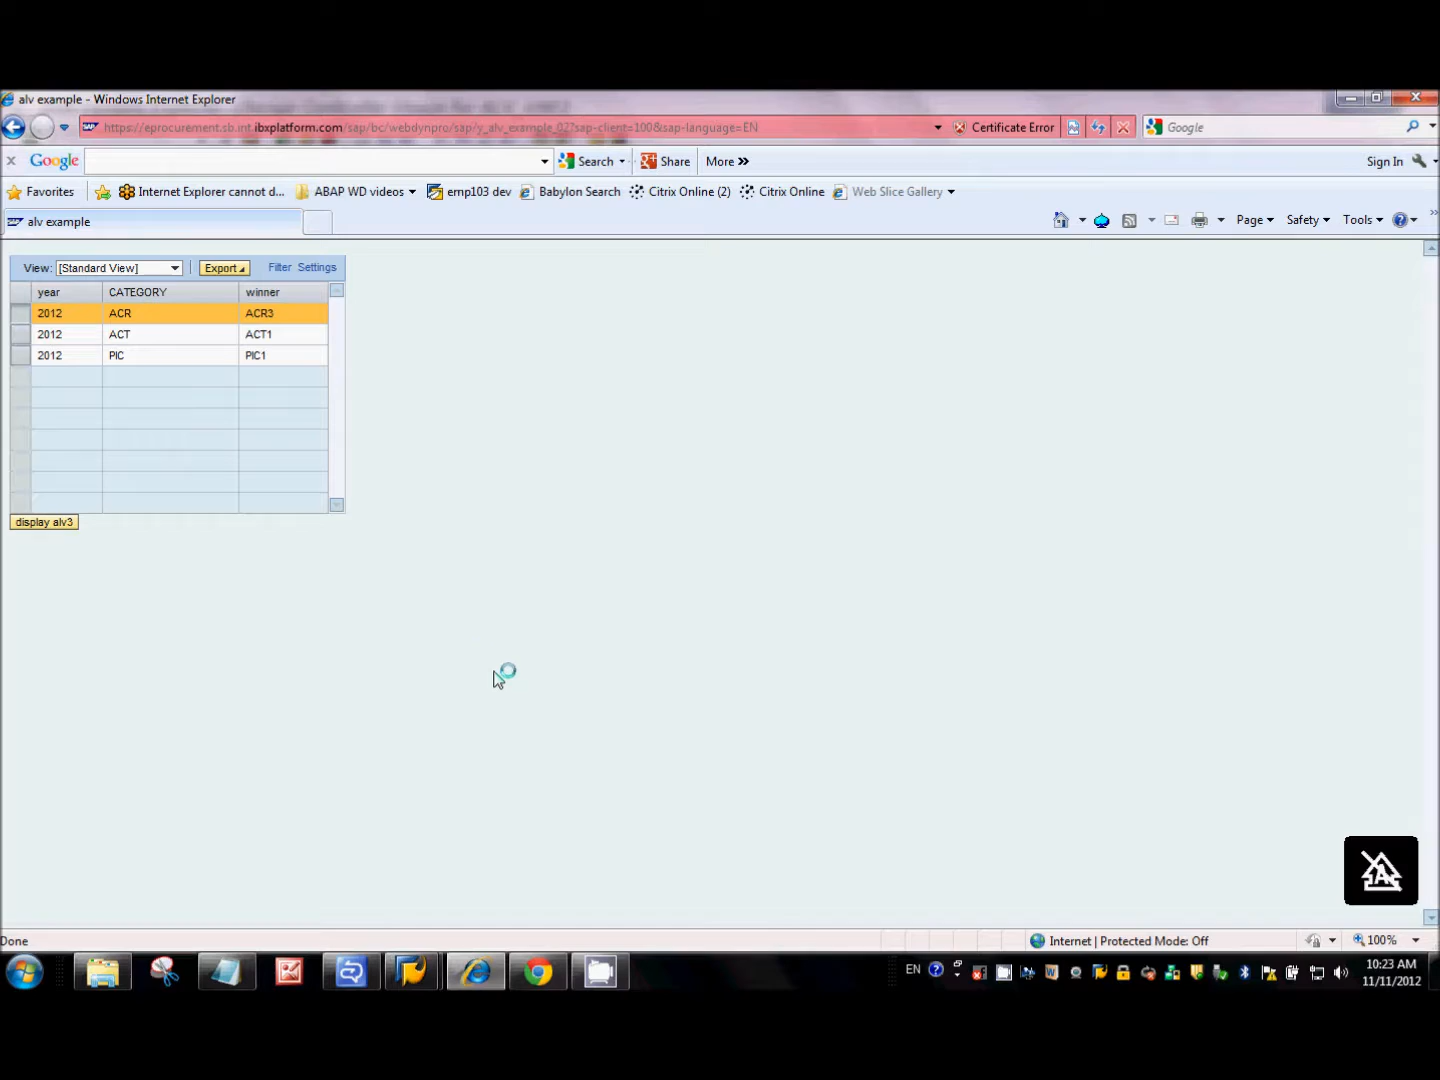 alv example - Windows Internet Explorer
https://eprocurement.sb.int.ibxplatform.com/sap/bc/webdynpro/sap/y_alv_example_02?sap-client=100&sap-language=EN
Certificate Error
Google
Google
Search
Share
More »
Sign In
Favorites
Internet Explorer cannot d...
ABAP WD videos
emp103 dev
Babylon Search
Citrix Online (2)
Citrix Online
Web Slice Gallery
alv example
Page
Safety
Tools
View: [Standard View]
Export
Filter Settings
year CATEGORY winner
2012 ACR ACR3
2012 ACT ACT1
2012 PIC PIC1
display alv3
Done
Internet | Protected Mode: Off
100%
EN
10:23 AM
11/11/2012